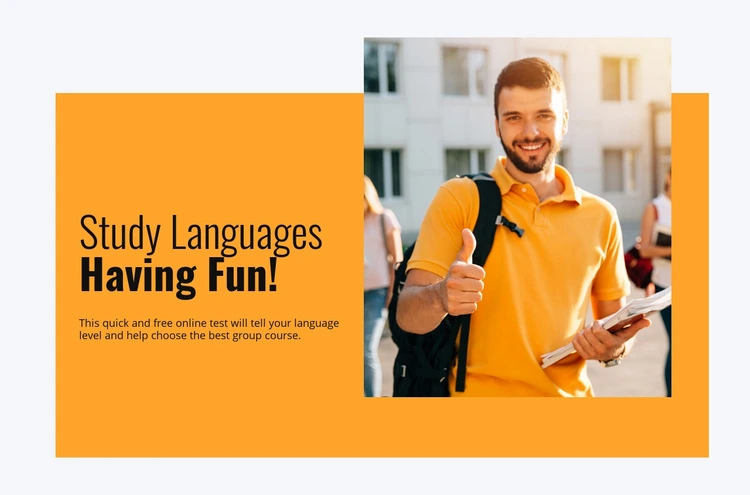 Study Languages
Having Fun!
This quick and free online test will tell your language
level and help choose the best group course.